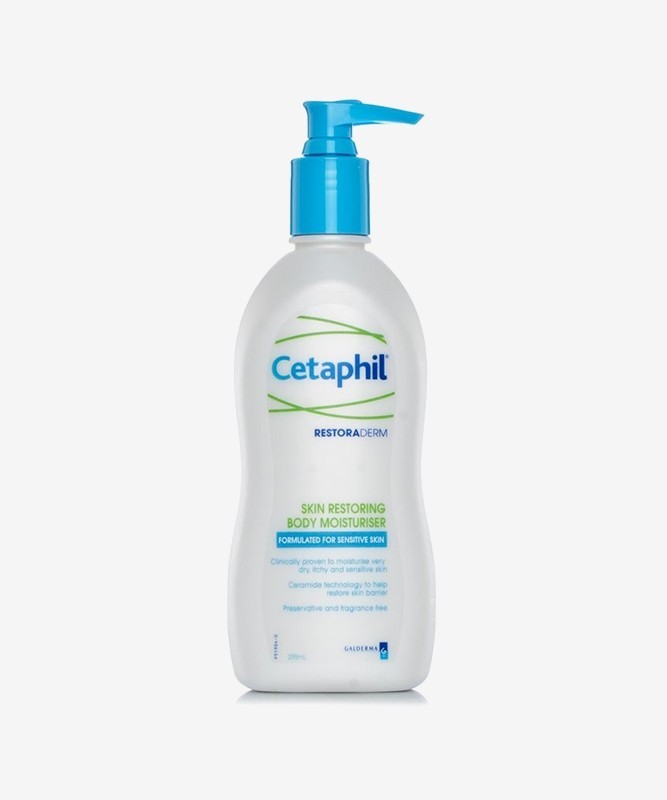 Cetaphil®
RESTORADERM
SKIN RESTORING
BODY MOISTURISER
FORMULATED FOR SENSITIVE SKIN
Clinically proven to moisturise very
dry, itchy and sensitive skin
Ceramide technology to help
restore skin barrier
Preservative and fragrance free
GALDERMA